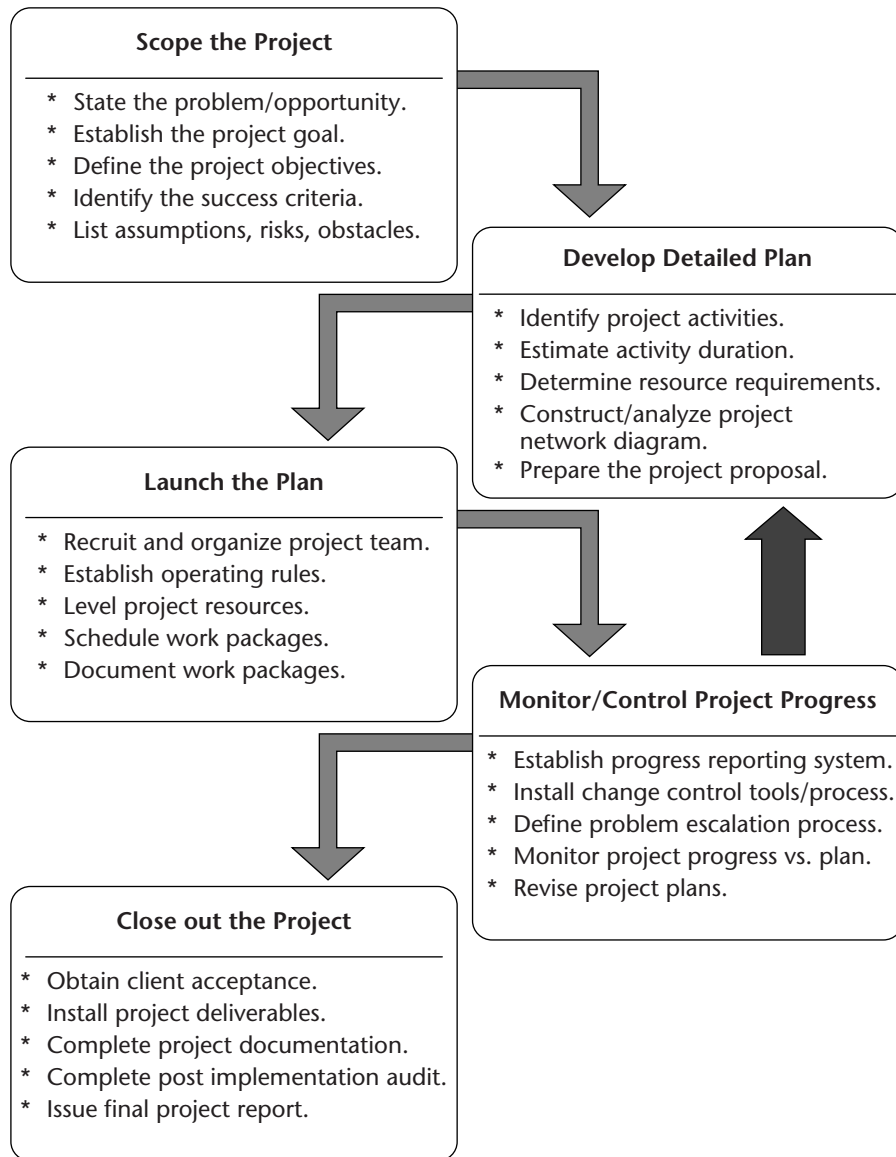 Scope the Project
* State the problem/opportunity.
* Establish the project goal.
* Define the project objectives.
* Identify the success criteria.
* List assumptions, risks, obstacles.
Develop Detailed Plan
* Identify project activities.
* Estimate activity duration.
* Determine resource requirements.
* Construct/analyze project
network diagram.
* Prepare the project proposal.
Launch the Plan
* Recruit and organize project team.
* Establish operating rules.
* Level project resources.
* Schedule work packages.
* Document work packages.
Monitor/Control Project Progress
* Establish progress reporting system.
* Install change control tools/process.
* Define problem escalation process.
* Monitor project progress vs. plan.
* Revise project plans.
Close out the Project
* Obtain client acceptance.
* Install project deliverables.
* Complete project documentation.
* Complete post implementation audit.
* Issue final project report.